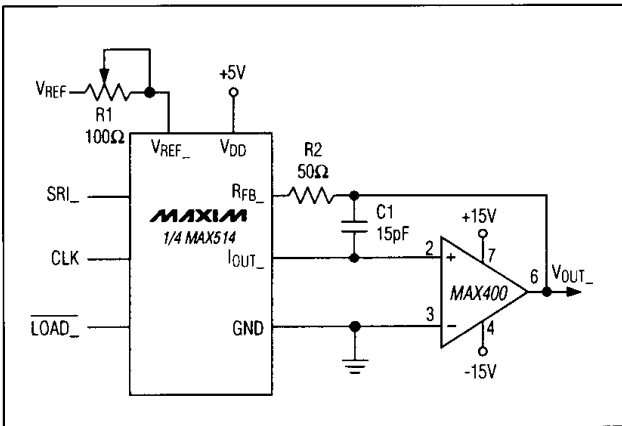 +5V
VREF
R1
100Ω
VREF_
VDD
R2
50Ω
SRI_
RFB_
MAXIM
1/4 MAX514
C1
15pF
+15V
CLK
IOUT_
2
+
7
MAX400
6
VOUT_
LOAD_
GND
3
−
4
-15V